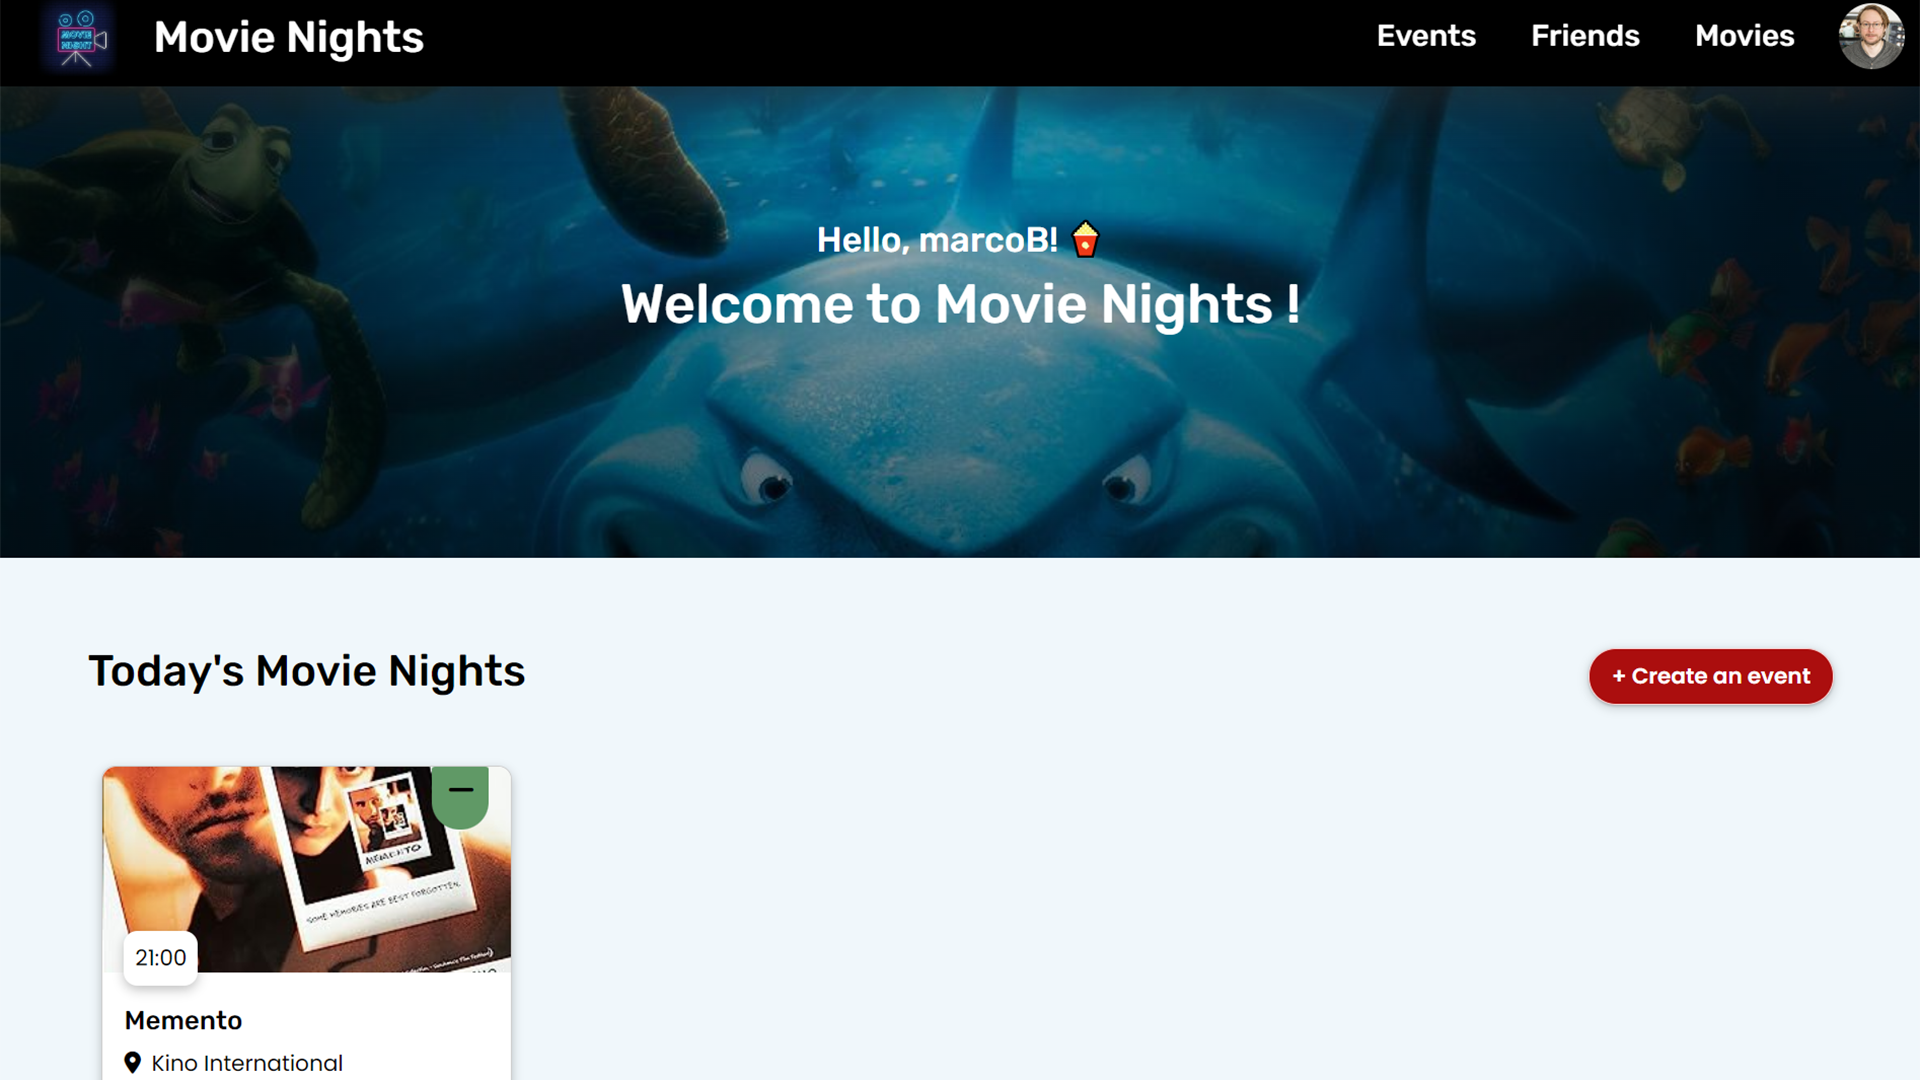 MOVIE
NIGHT
Movie Nights
Events
Friends
Movies
Hello, marcoB!
Welcome to Movie Nights !
Today's Movie Nights
+ Create an event
MEMENTO
SOME MEMORIES ARE BEST FORGOTTEN.
21:00
Memento
Kino International